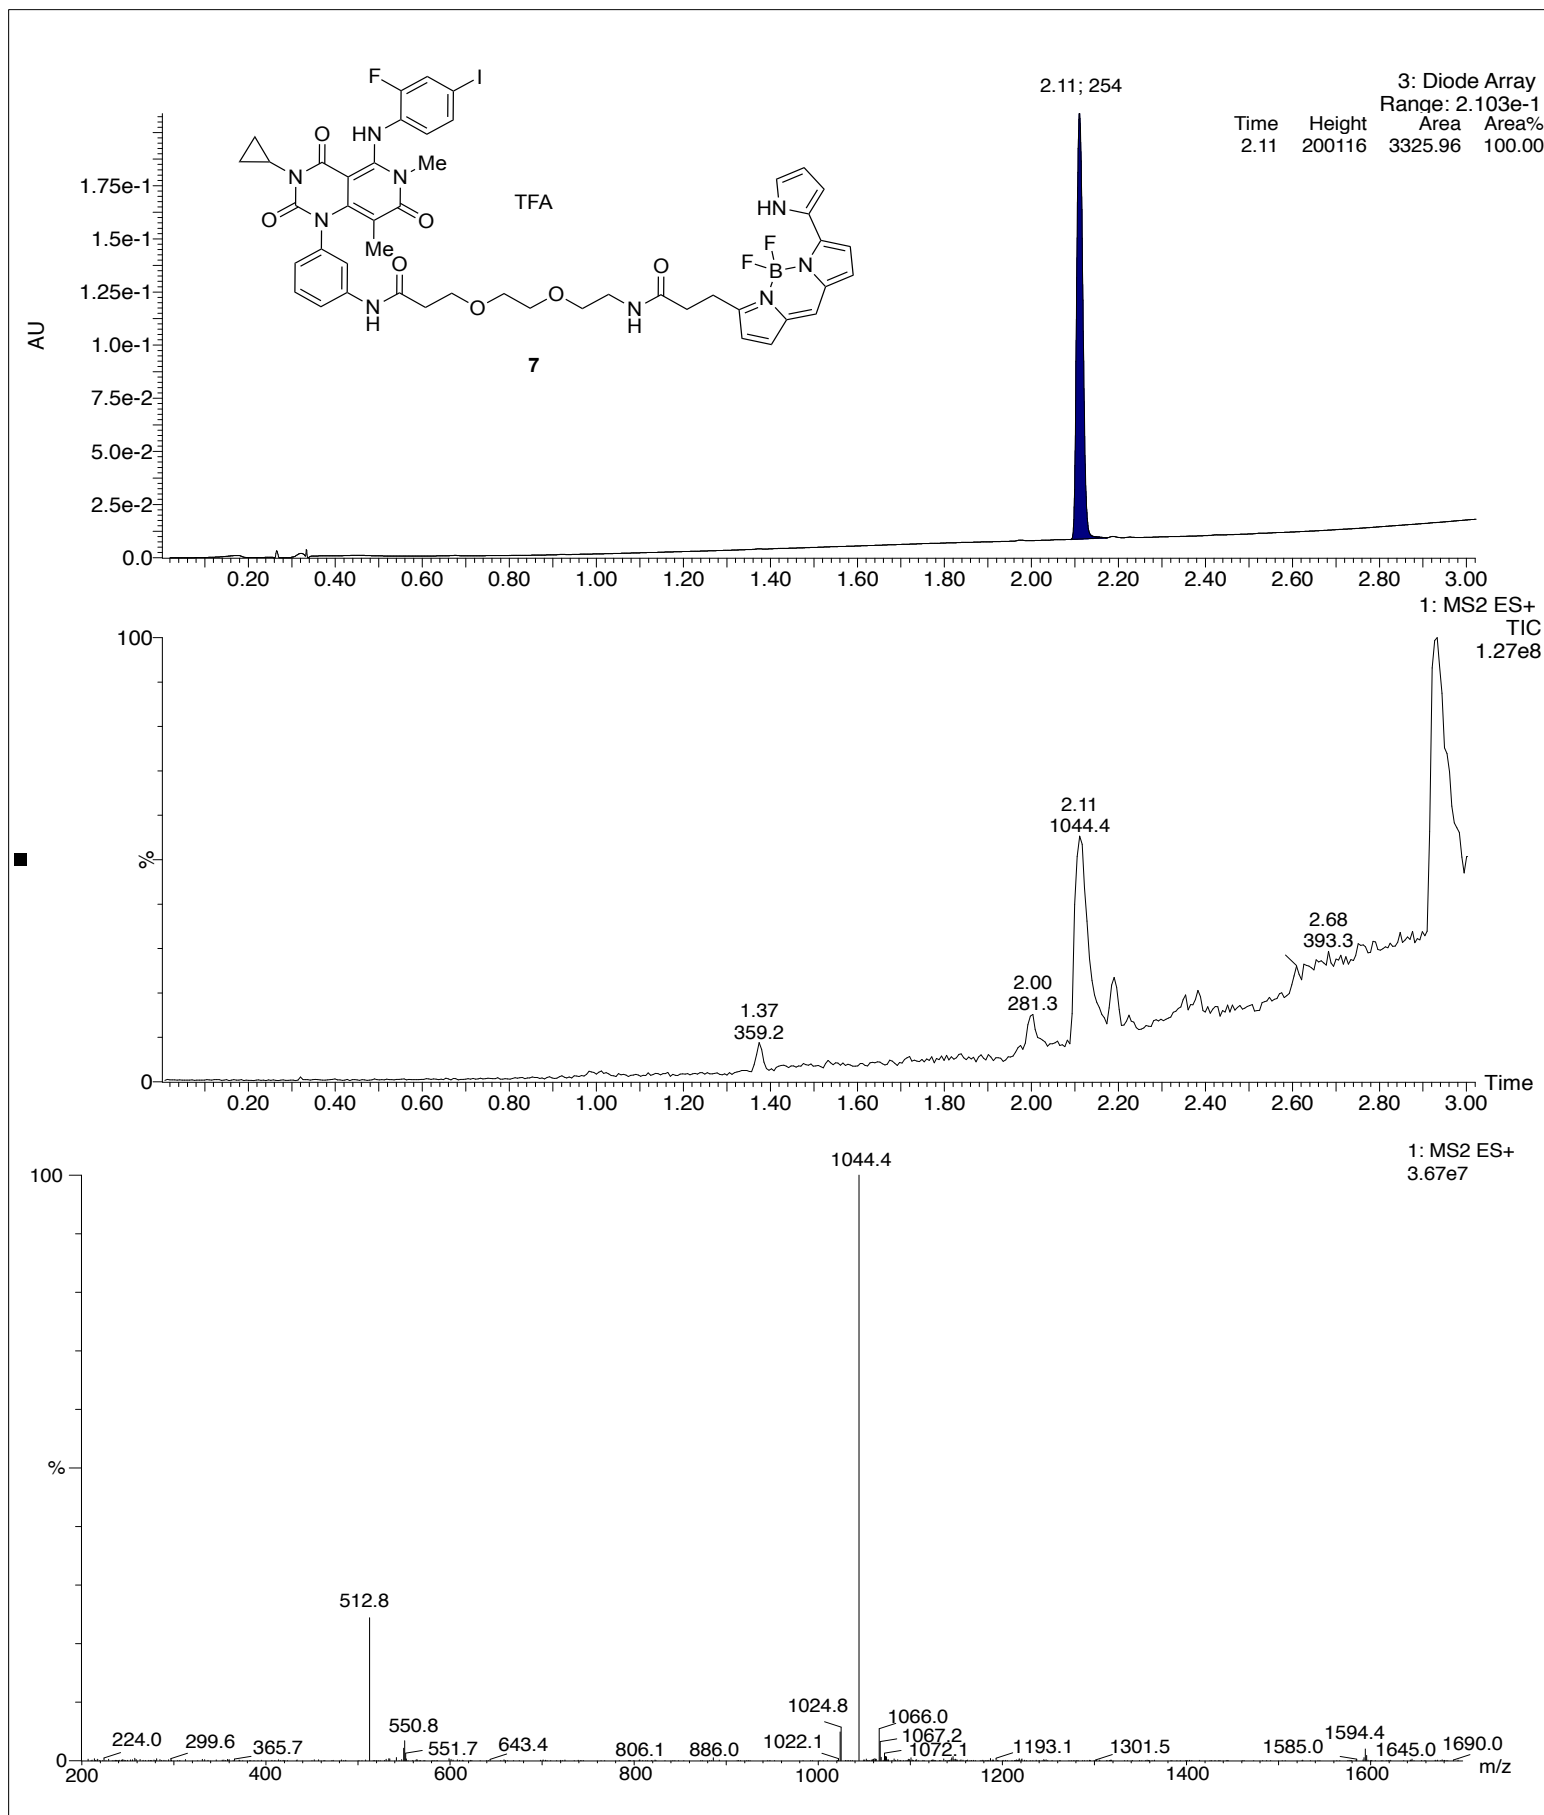 2.11; 254
3: Diode Array
Range: 2.103e-1
Time Height Area Area%
2.11 200116 3325.96 100.00
F
I
HN
O
O
N
N
Me
O
N
O
Me
O
N
H
O
O
N
H
O
TFA
HN
F
F
B
N
N
7
AU
1.75e-1
1.5e-1
1.25e-1
1.0e-1
7.5e-2
5.0e-2
2.5e-2
0.0
0.20 0.40 0.60 0.80 1.00 1.20 1.40 1.60 1.80 2.00 2.20 2.40 2.60 2.80 3.00
1: MS2 ES+
TIC
1.27e8
100
%
0
2.11
1044.4
2.68
393.3
2.00
281.3
1.37
359.2
Time
0.20 0.40 0.60 0.80 1.00 1.20 1.40 1.60 1.80 2.00 2.20 2.40 2.60 2.80 3.00
1: MS2 ES+
3.67e7
100
%
0
1044.4
512.8
224.0
299.6
365.7
550.8
551.7
643.4
806.1
886.0
1022.1
1024.8
1066.0
1067.2
1072.1
1193.1
1301.5
1585.0
1594.4
1645.0
1690.0
m/z
200 400 600 800 1000 1200 1400 1600